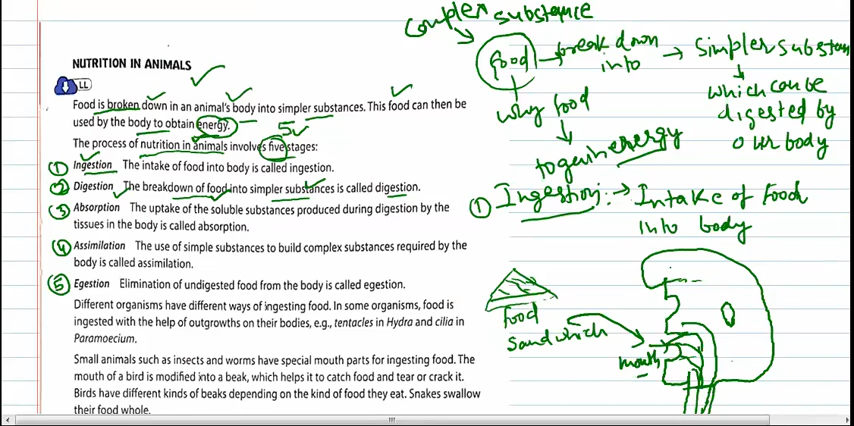 NUTRITION IN ANIMALS
LL
Food is broken down in an animal's body into simpler substances. This food can then be
used by the body to obtain energy.
The process of nutrition in animals involves five stages:
5
1 Ingestion The intake of food into body is called ingestion.
2 Digestion The breakdown of food into simpler substances is called digestion.
3 Absorption The uptake of the soluble substances produced during digestion by the
tissues in the body is called absorption.
4 Assimilation The use of simple substances to build complex substances required by the
body is called assimilation.
5 Egestion Elimination of undigested food from the body is called egestion.
Different organisms have different ways of ingesting food. In some organisms, food is
ingested with the help of outgrowths on their bodies, e.g., tentacles in Hydra and cilia in
Paramoecium.
Small animals such as insects and worms have special mouth parts for ingesting food. The
mouth of a bird is modified into a beak, which helps it to catch food and tear or crack it.
Birds have different kinds of beaks depending on the kind of food they eat. Snakes swallow
their food whole.
Complex substance
food → break down into → Simpler substan
which can be
digested by
our body
why food
to gain energy
1 Ingestion: → Intake of food
into body
food
sandwhich
mouth